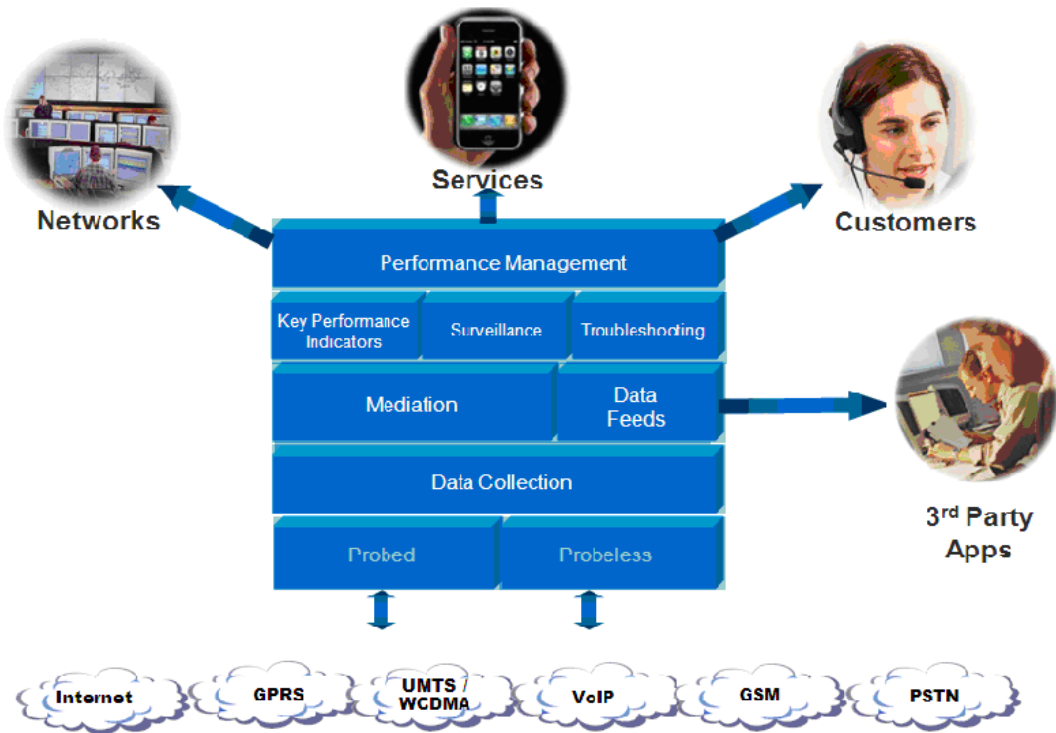 Services
Networks
Customers
Performance Management
Key Performance
Indicators
Surveillance
Troubleshooting
Mediation
Data
Feeds
Data Collection
3rd Party
Apps
Probed
Probeless
Internet
GPRS
UMTS /
WCDMA
VoIP
GSM
PSTN